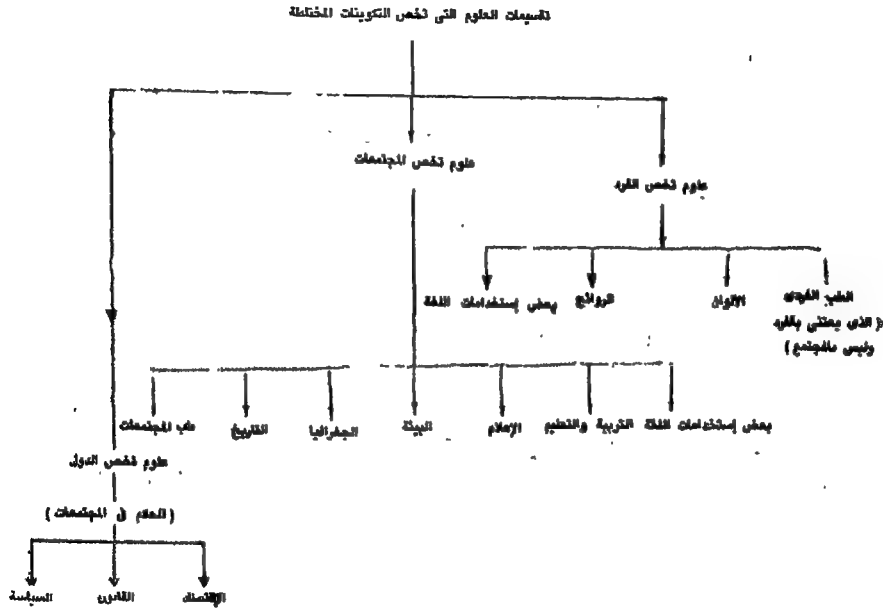 تقسيمات العلوم التى تخص التكوينات المختلطة
علوم تخص المجتمعات
علوم تخص الفرد
الطب الفردى
( الذى يعتنى بالفرد
وليس بالمجتمع )
الألوان
الروائح
بعض إستخدامات اللغة
بعض إستخدامات اللغة
التربية والتعليم
الإعلام
البيئة
الجغرافيا
التاريخ
طب المجتمعات
علوم تخص الدول
فى المجتمعات )
الإقتصاد
القانون
السياسة